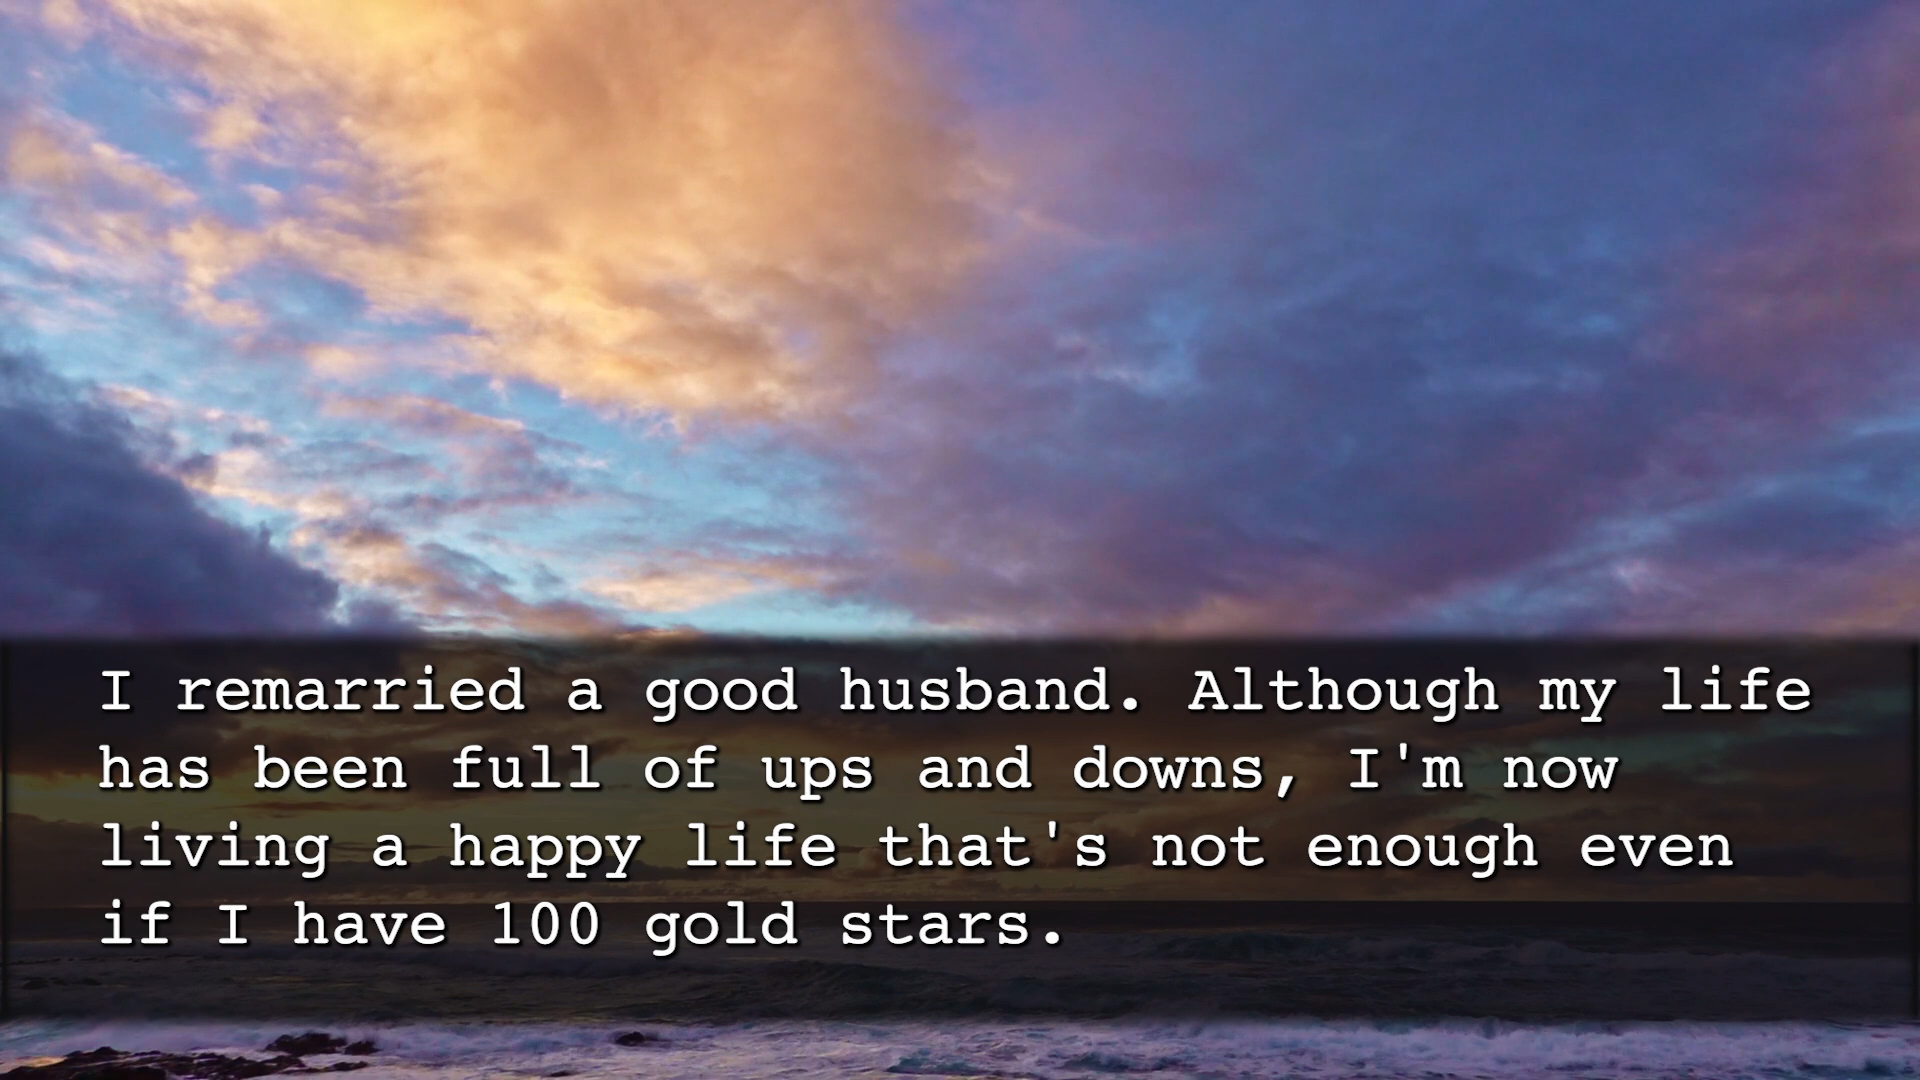 I remarried a good husband. Although my life
has been full of ups and downs, I'm now
living a happy life that's not enough even
if I have 100 gold stars.